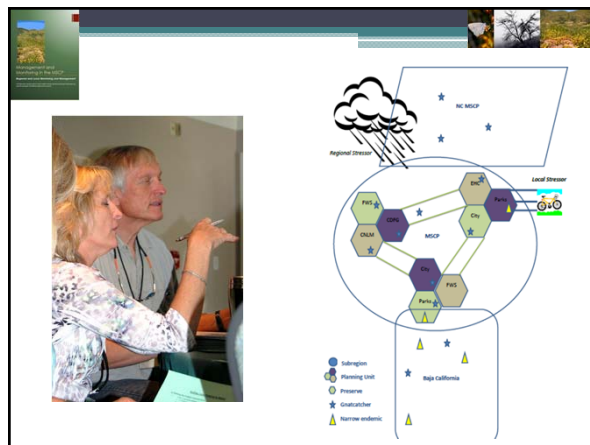 Management and
Monitoring in the MSCP
NC MSCP
Regional Stressor
Local Stressor
EHC
Parks
FWS
CDFG
City
CNLM
MSCP
City
FWS
Parks
Subregion
Planning Unit
Preserve
Gnatcatcher
Narrow endemic
Baja California